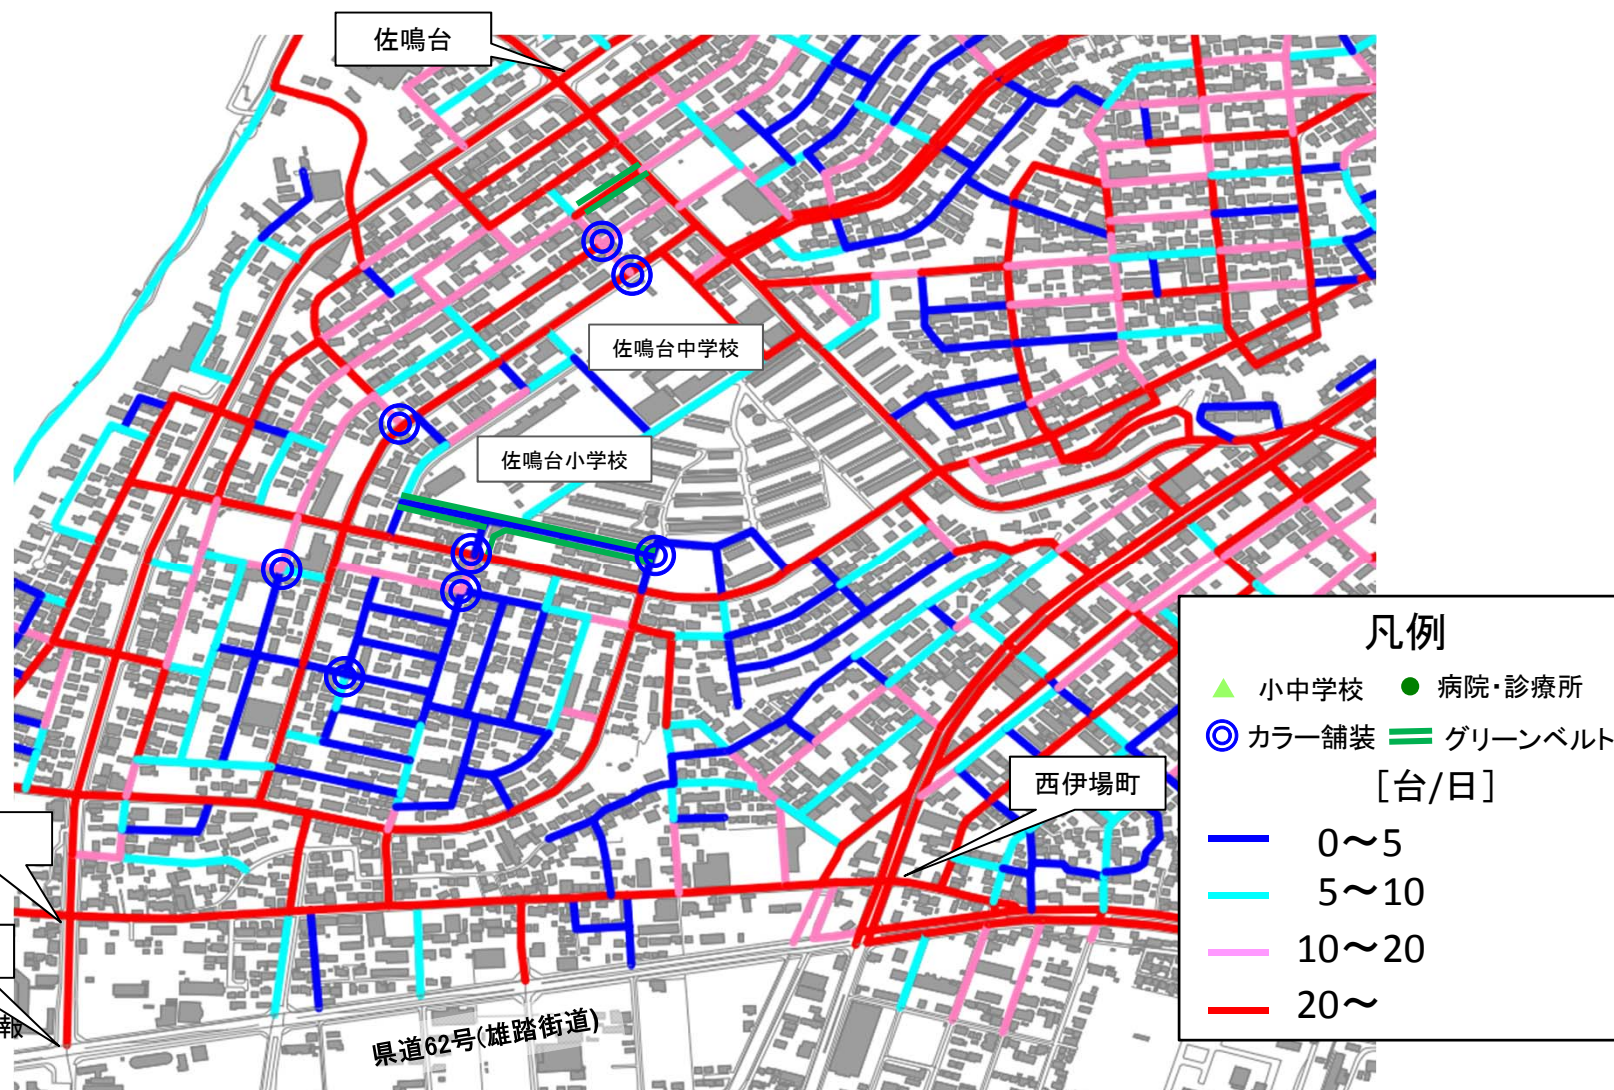 佐鳴台
佐鳴台中学校
佐鳴台小学校
西伊場町
報
県道62号(雄踏街道)
凡例
小中学校
病院・診療所
カラー舗装
グリーンベルト
[台/日]
0～5
5～10
10～20
20～